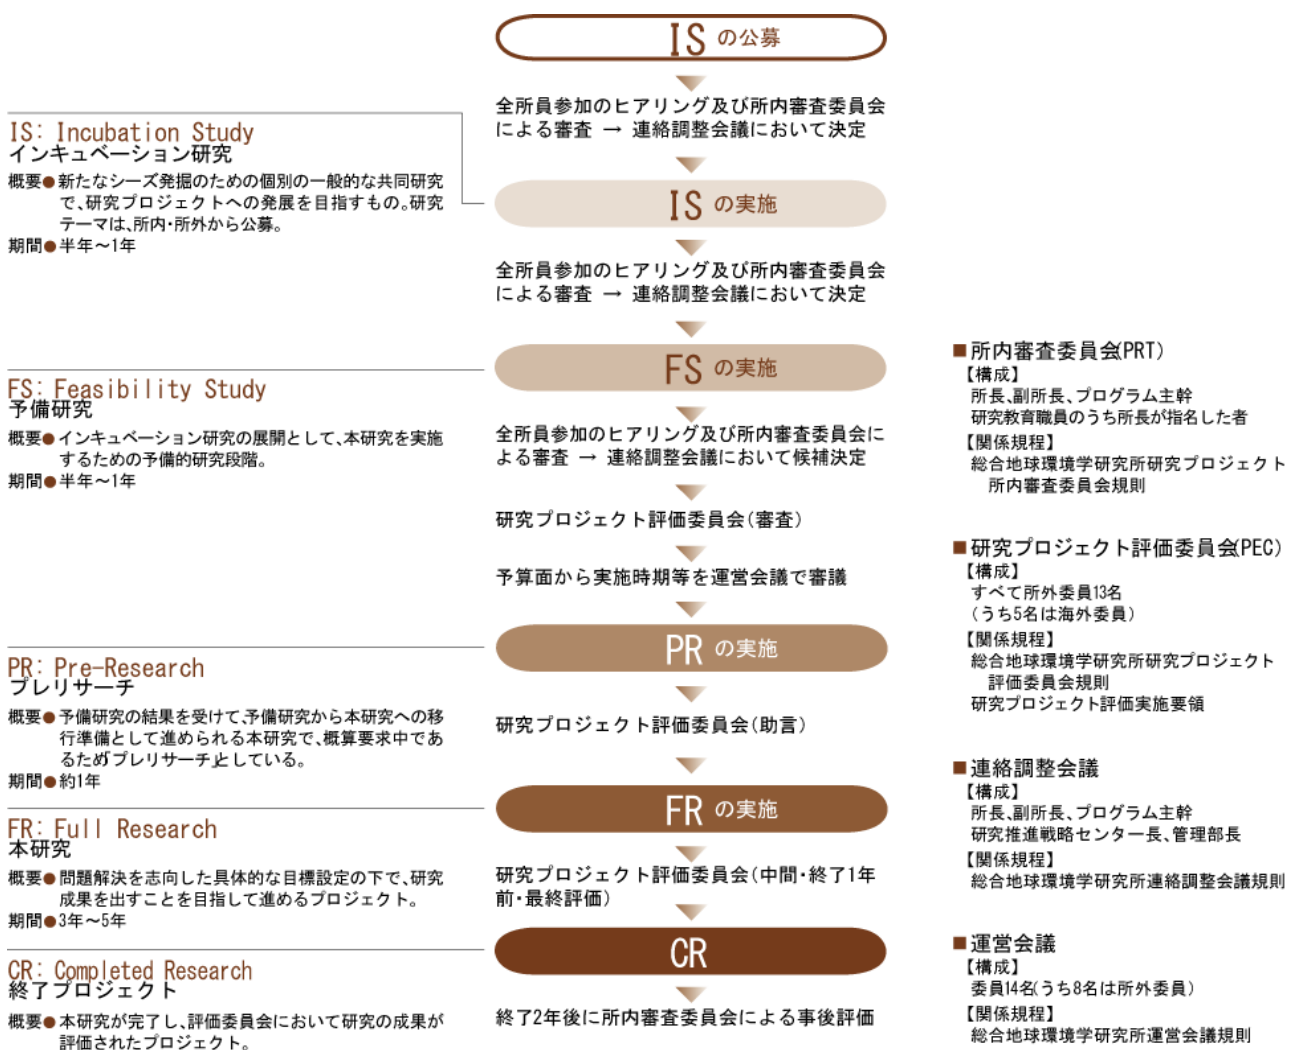 IS の公募
全所員参加のヒアリング及び所内審査委員会
による審査 → 連絡調整会議において決定
IS の実施
全所員参加のヒアリング及び所内審査委員会
による審査 → 連絡調整会議において決定
FS の実施
全所員参加のヒアリング及び所内審査委員会に
よる審査 → 連絡調整会議において候補決定
研究プロジェクト評価委員会(審査)
予算面から実施時期等を運営会議で審議
PR の実施
研究プロジェクト評価委員会(助言)
FR の実施
研究プロジェクト評価委員会(中間・終了1年
前・最終評価)
CR
終了2年後に所内審査委員会による事後評価
IS: Incubation Study
インキュベーション研究
概要●新たなシーズ発掘のための個別の一般的な共同研究
で、研究プロジェクトへの発展を目指すもの。研究
テーマは、所内・所外から公募。
期間●半年～1年
FS: Feasibility Study
予備研究
概要●インキュベーション研究の展開として、本研究を実施
するための予備的研究段階。
期間●半年～1年
PR: Pre-Research
プレリサーチ
概要●予備研究の結果を受けて、予備研究から本研究への移
行準備として進められる本研究で、概算要求中であ
るため「プレリサーチ」としている。
期間●約1年
FR: Full Research
本研究
概要●問題解決を志向した具体的な目標設定の下で、研究
成果を出すことを目指して進めるプロジェクト。
期間●3年～5年
CR: Completed Research
終了プロジェクト
概要●本研究が完了し、評価委員会において研究の成果が
評価されたプロジェクト。
■所内審査委員会(PRT)
【構成】
所長、副所長、プログラム主幹
研究教育職員のうち所長が指名した者
【関係規程】
総合地球環境学研究所研究プロジェクト
所内審査委員会規則
■研究プロジェクト評価委員会(PEC)
【構成】
すべて所外委員13名
(うち5名は海外委員)
【関係規程】
総合地球環境学研究所研究プロジェクト
評価委員会規則
研究プロジェクト評価実施要領
■連絡調整会議
【構成】
所長、副所長、プログラム主幹
研究推進戦略センター長、管理部長
【関係規程】
総合地球環境学研究所連絡調整会議規則
■運営会議
【構成】
委員14名(うち8名は所外委員)
【関係規程】
総合地球環境学研究所運営会議規則